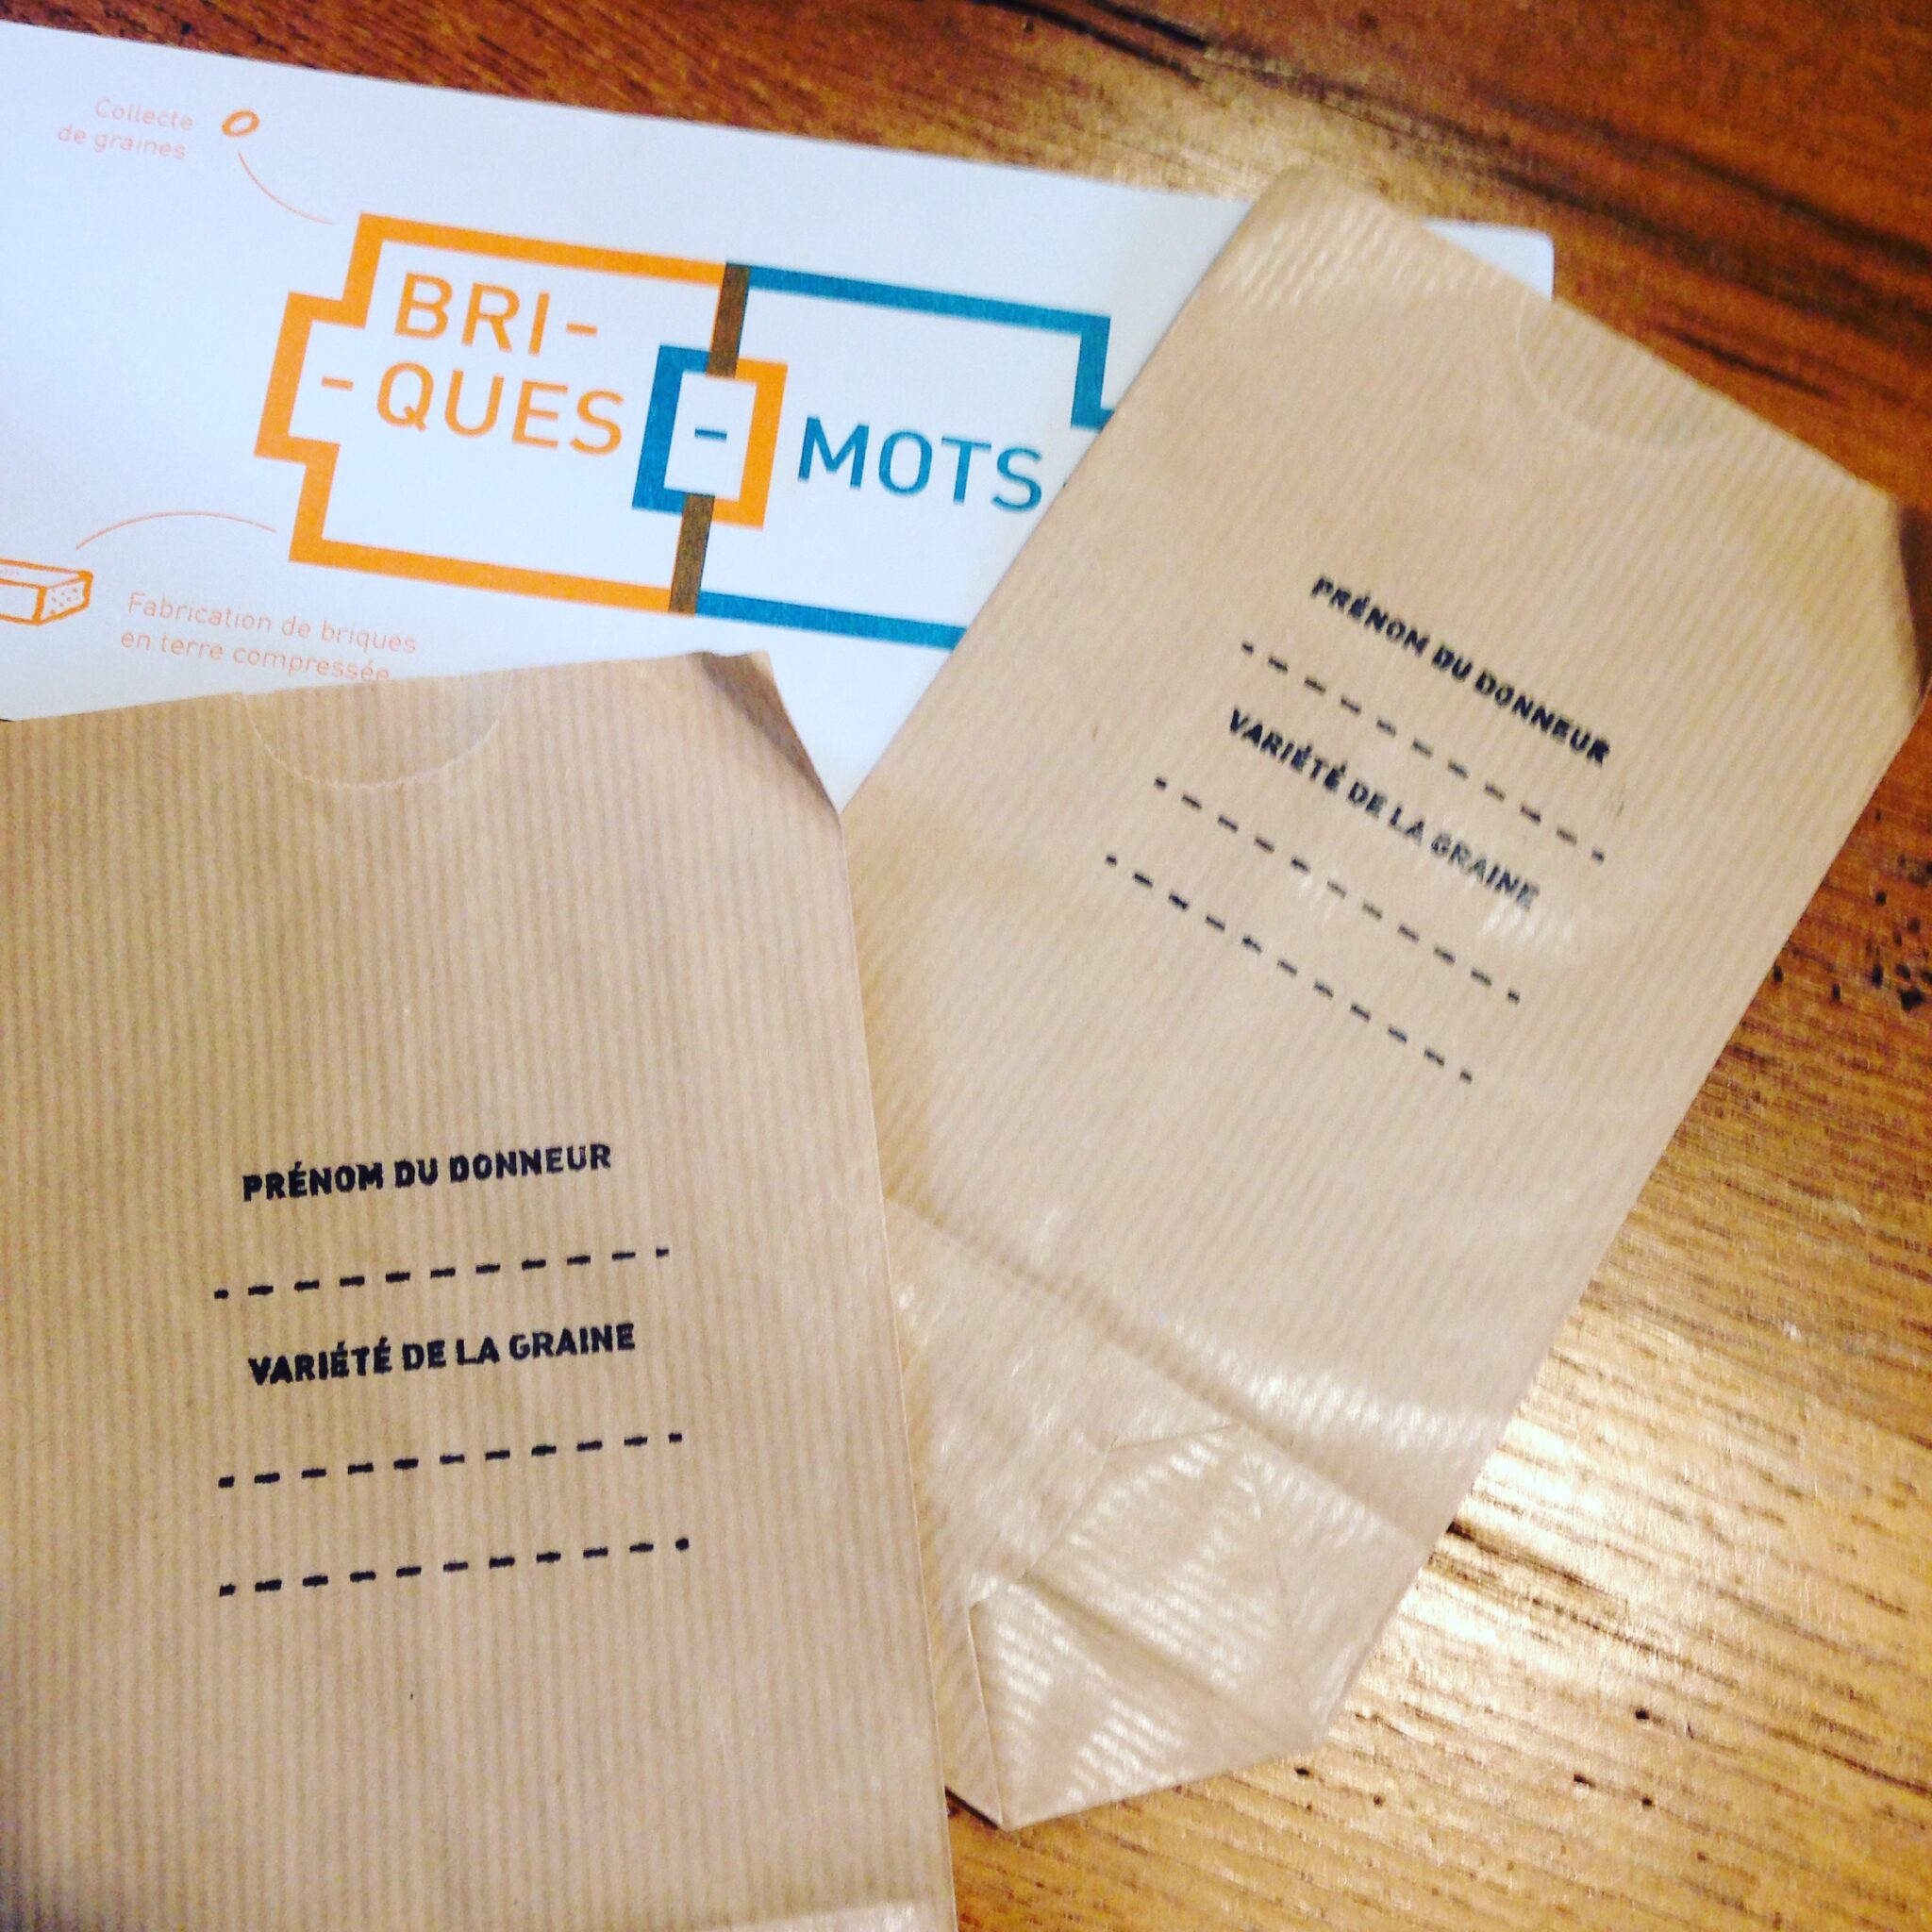 Collecte
de graines
BRI-
-QUES - MOTS
Fabrication de briques
en terre compressée
PRÉNOM DU DONNEUR
VARIÉTÉ DE LA GRAINE
PRÉNOM DU DONNEUR
VARIÉTÉ DE LA GRAINE